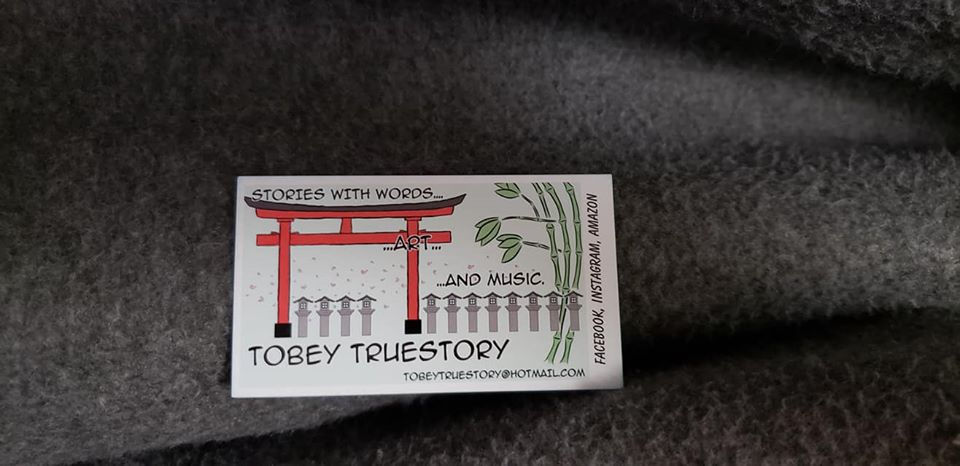 STORIES WITH WORDS....
...ART...
...AND MUSIC.
TOBEY TRUESTORY
TOBEYTRUESTORY@HOTMAIL.COM
FACEBOOK, INSTAGRAM, AMAZON